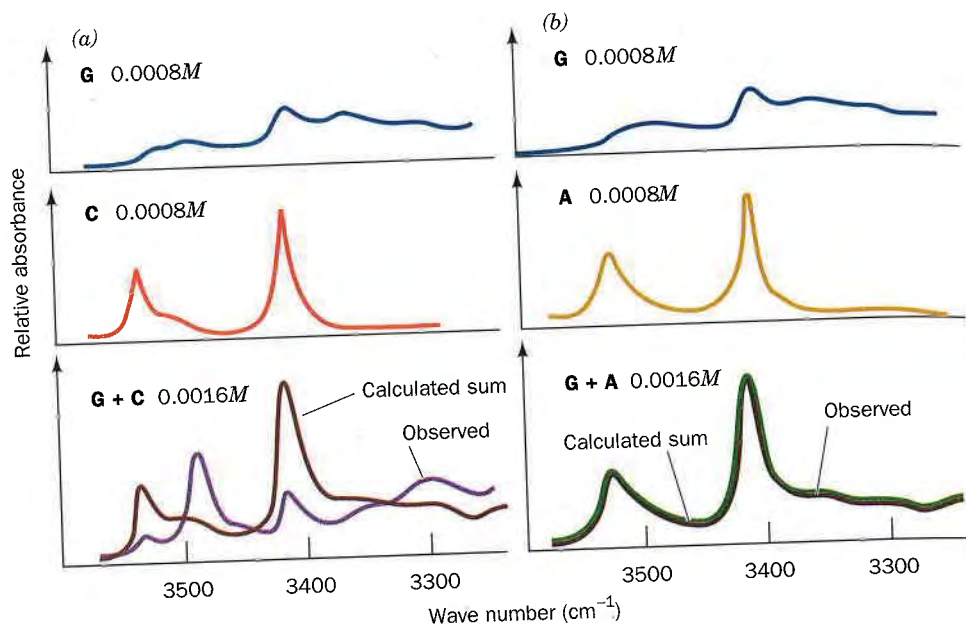 (a)
G 0.0008M
C 0.0008M
G + C 0.0016M
Calculated sum
Observed
3500
3400
3300
(b)
G 0.0008M
A 0.0008M
G + A 0.0016M
Calculated sum
Observed
3500
3400
3300
Relative absorbance
Wave number (cm⁻¹)